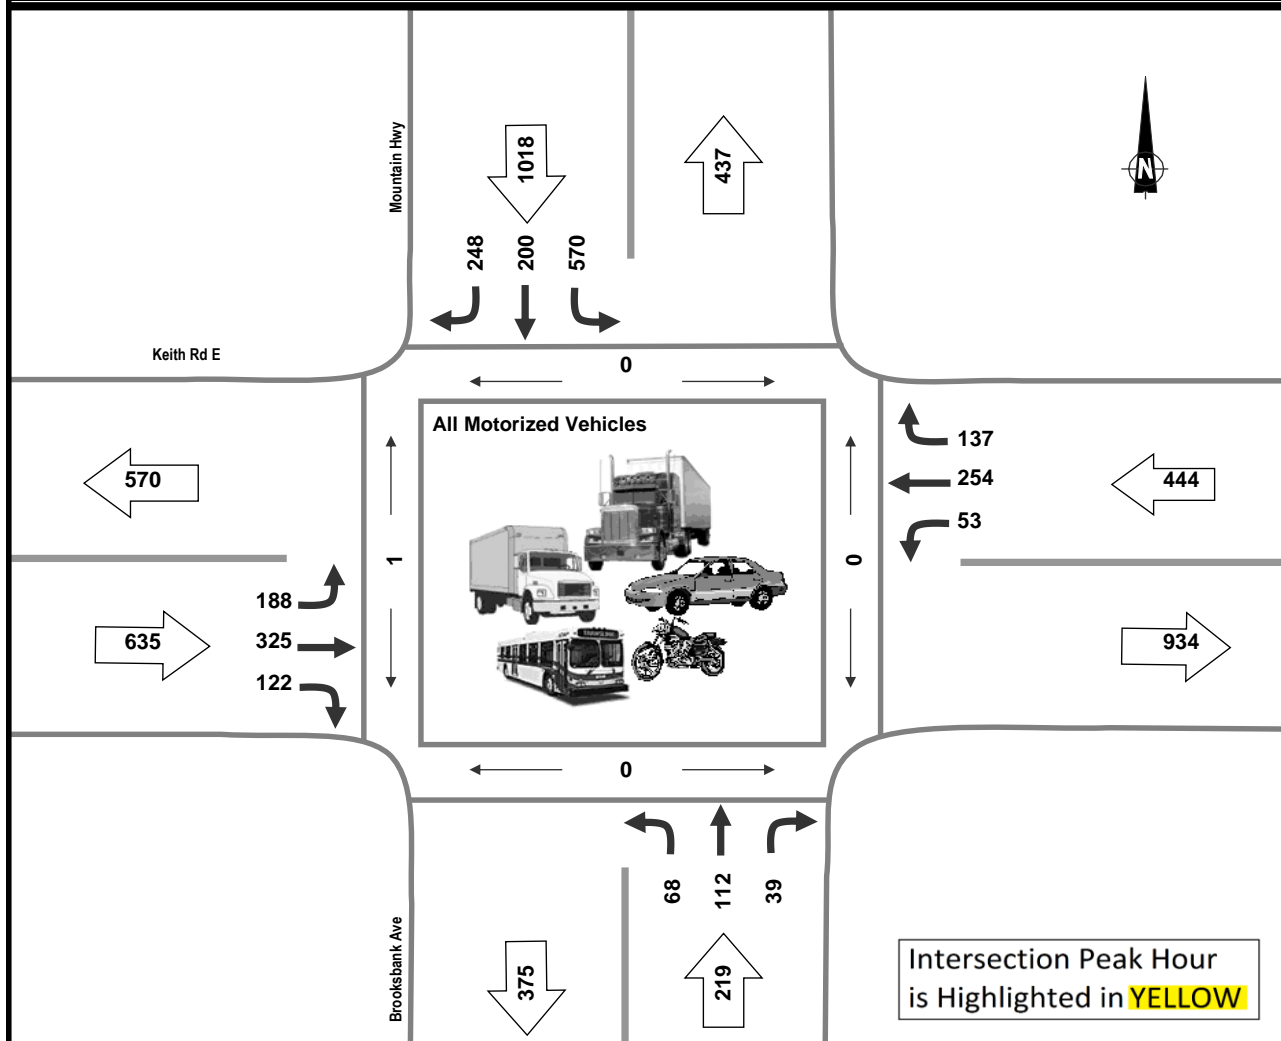 Mountain Hwy
1018
437
248 200 570
Keith Rd E
N
0
All Motorized Vehicles
137
254
53
444
570
1
0
188
325
122
635
934
0
68 112 39
Brooksbank Ave
375
219
Intersection Peak Hour
is Highlighted in YELLOW